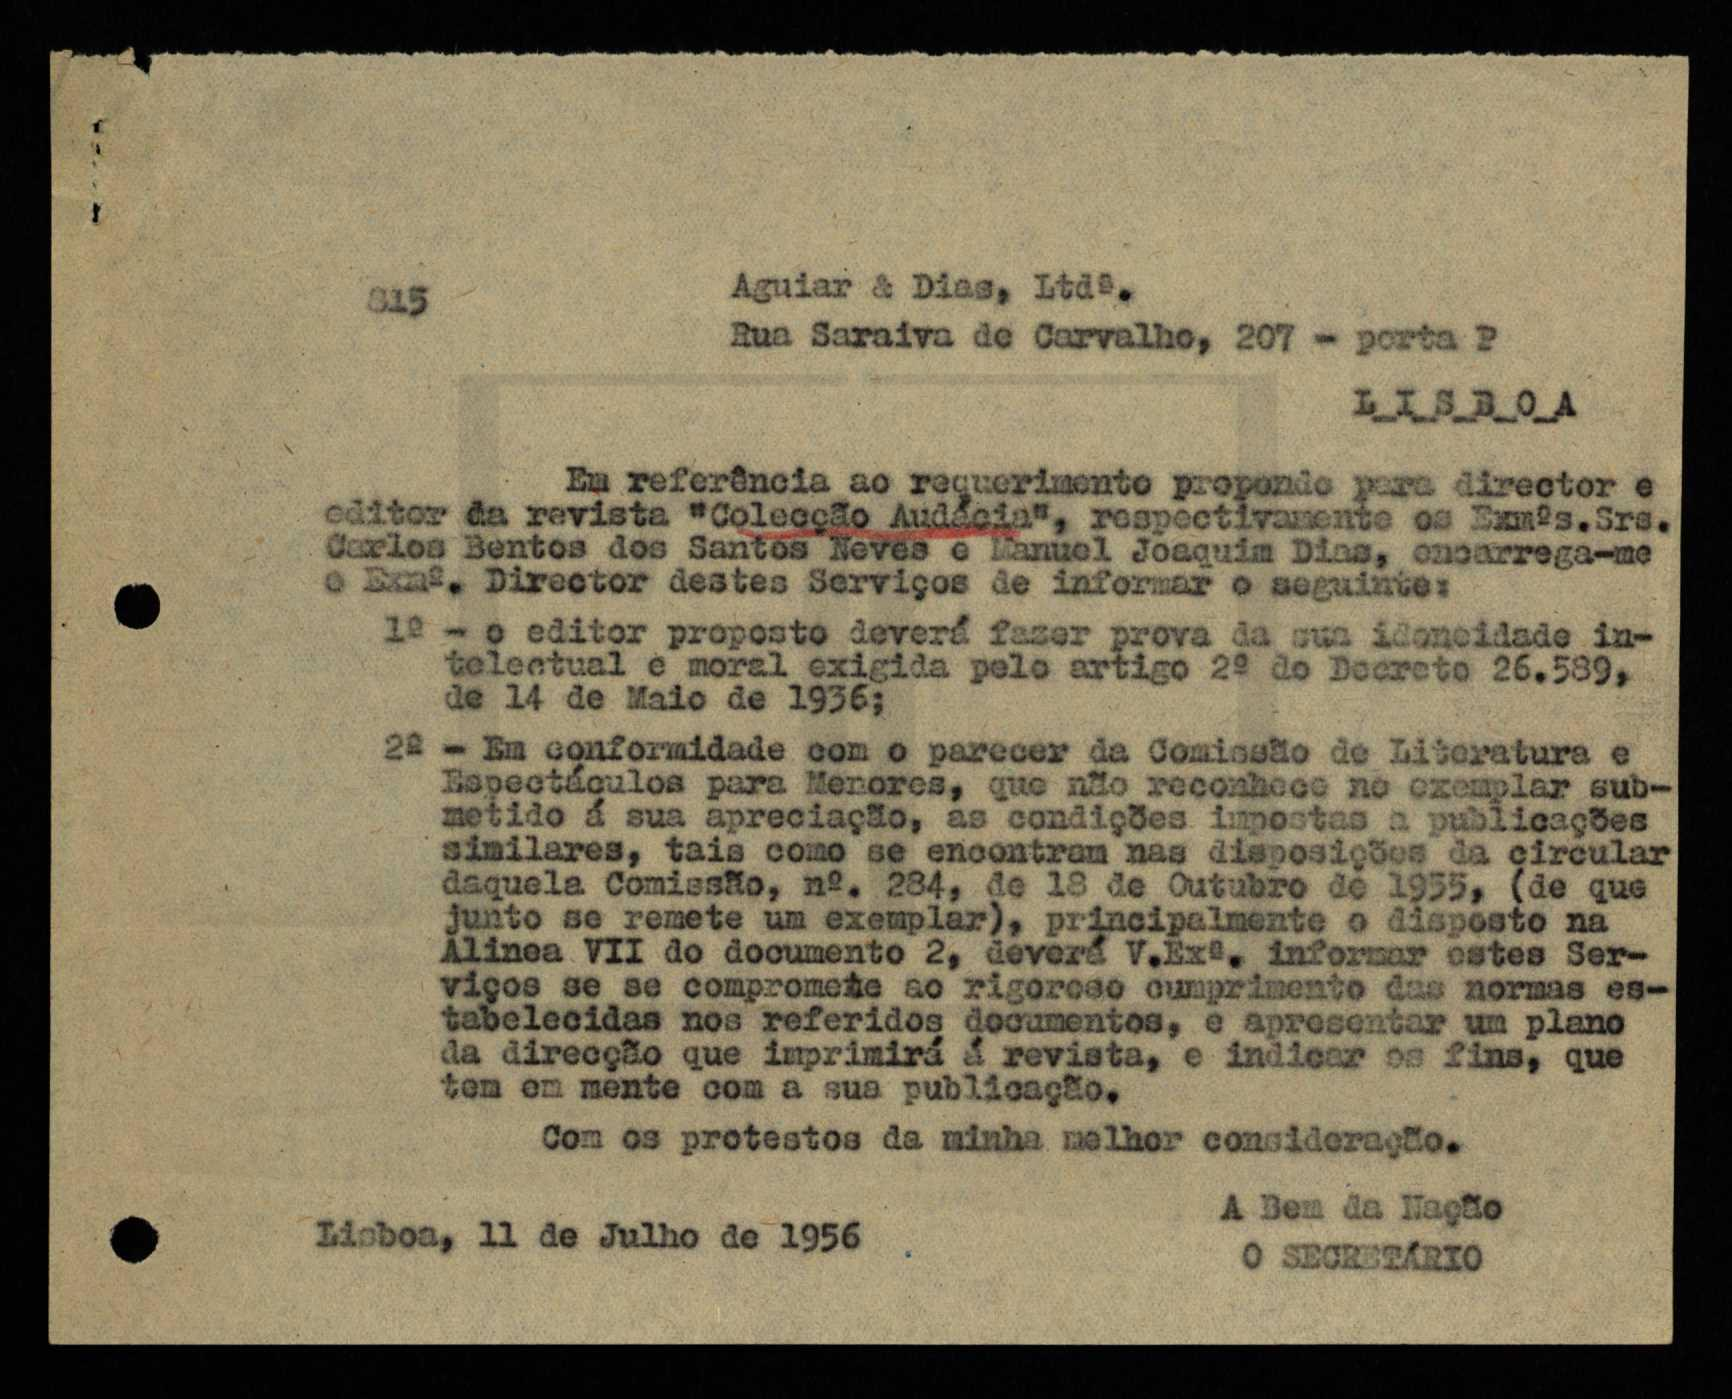 815
Aguiar & Dias, Ltdª.
Rua Saraiva de Carvalho, 207 - porta P
L_I_S_B_O_A
Em referência ao requerimento propondo para director e
editor da revista "Colecção Audácia", respectivamente os Exmºs.Srs.
Carlos Bentos dos Santos Neves e Manuel Joaquim Dias, encarrega-me
o Exmº. Director destes Serviços de informar o seguinte:
1º - o editor proposto deverá fazer prova da sua idoneidade in-
telectual e moral exigida pelo artigo 2º do Decreto 26.589,
de 14 de Maio de 1936;
2º - Em conformidade com o parecer da Comissão de Literatura e
Espectáculos para Menores, que não reconhece no exemplar sub-
metido á sua apreciação, as condições impostas a publicações
similares, tais como se encontram nas disposições da circular
daquela Comissão, nº. 284, de 18 de Outubro de 1955, (de que
junto se remete um exemplar), principalmente o disposto na
Alinea VII do documento 2, deverá V.Exª. informar estes Ser-
viços se se compromete ao rigoroso cumprimento das normas es-
tabelecidas nos referidos documentos, e apresentar um plano
da direcção que imprimirá á revista, e indicar os fins, que
tem em mente com a sua publicação.
Com os protestos da minha melhor consideração.
A Bem da Nação
Lisboa, 11 de Julho de 1956
O SECRETÁRIO